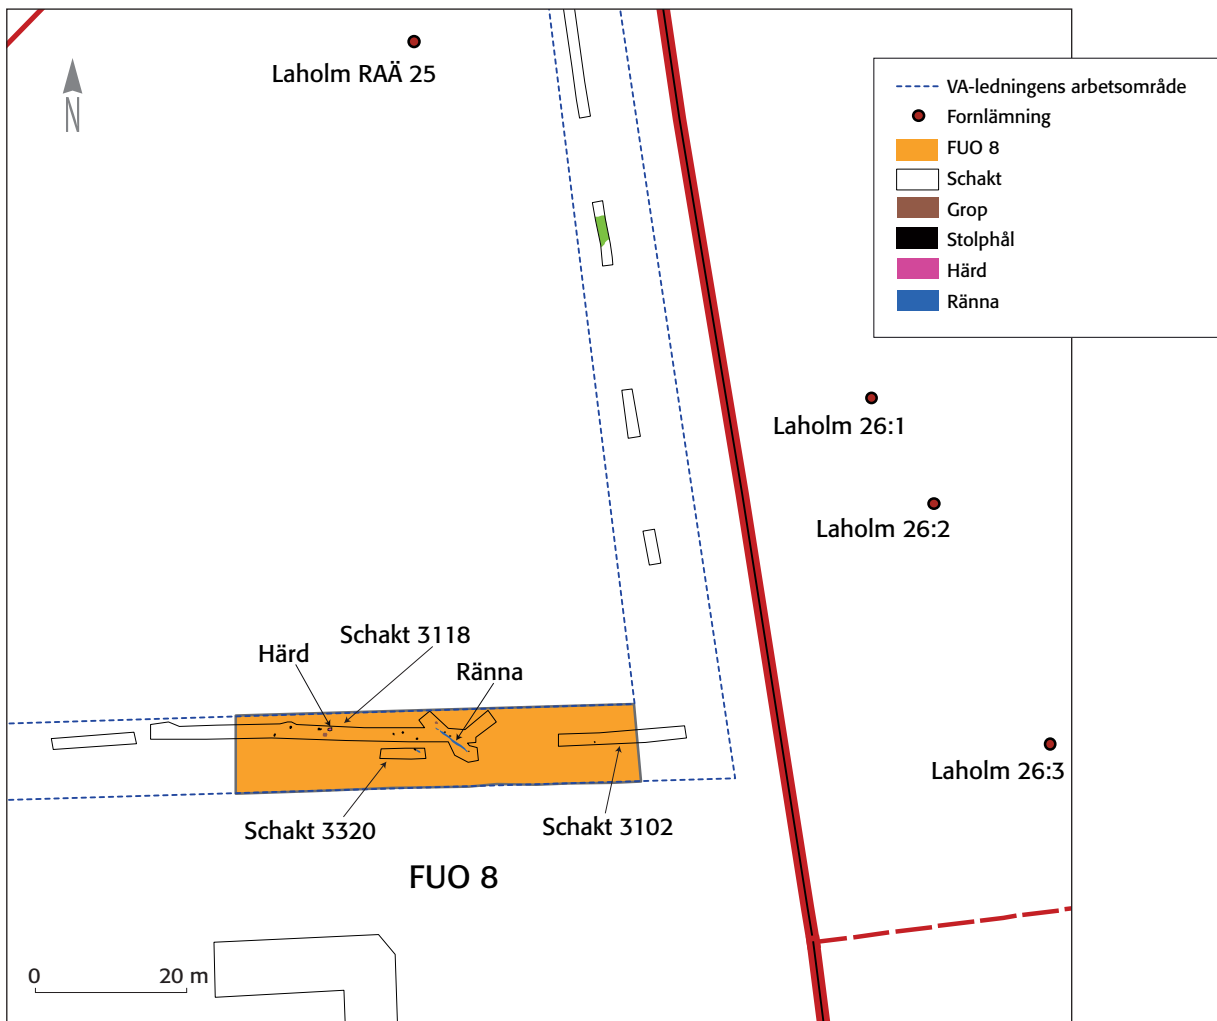 Laholm RAÄ 25
N
VA-ledningens arbetsområde
Fornlämning
FUO 8
Schakt
Grop
Stolphål
Härd
Ränna
Laholm 26:1
Laholm 26:2
Laholm 26:3
Schakt 3118
Härd
Ränna
Schakt 3320
Schakt 3102
FUO 8
0 20 m